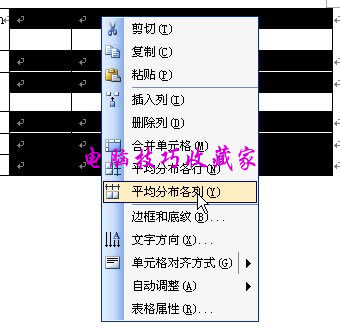 剪切(T)
复制(C)
粘贴(P)
插入列(I)
删除列(D)
合并单元格(M)
电脑技巧收藏家
平均分布各行(N)
平均分布各列(Y)
边框和底纹(B)...
文字方向(X)...
单元格对齐方式(G)
自动调整(A)
表格属性(R)...